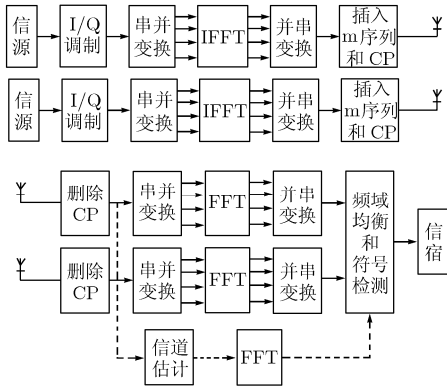 信源
I/Q
调制
串并
变换
IFFT
并串
变换
插入
m序列
和 CP
信源
I/Q
调制
串并
变换
IFFT
并串
变换
插入
m序列
和 CP
删除
CP
串并
变换
FFT
并串
变换
频域
均衡
和
符号
检测
信宿
删除
CP
串并
变换
FFT
并串
变换
信道
估计
FFT